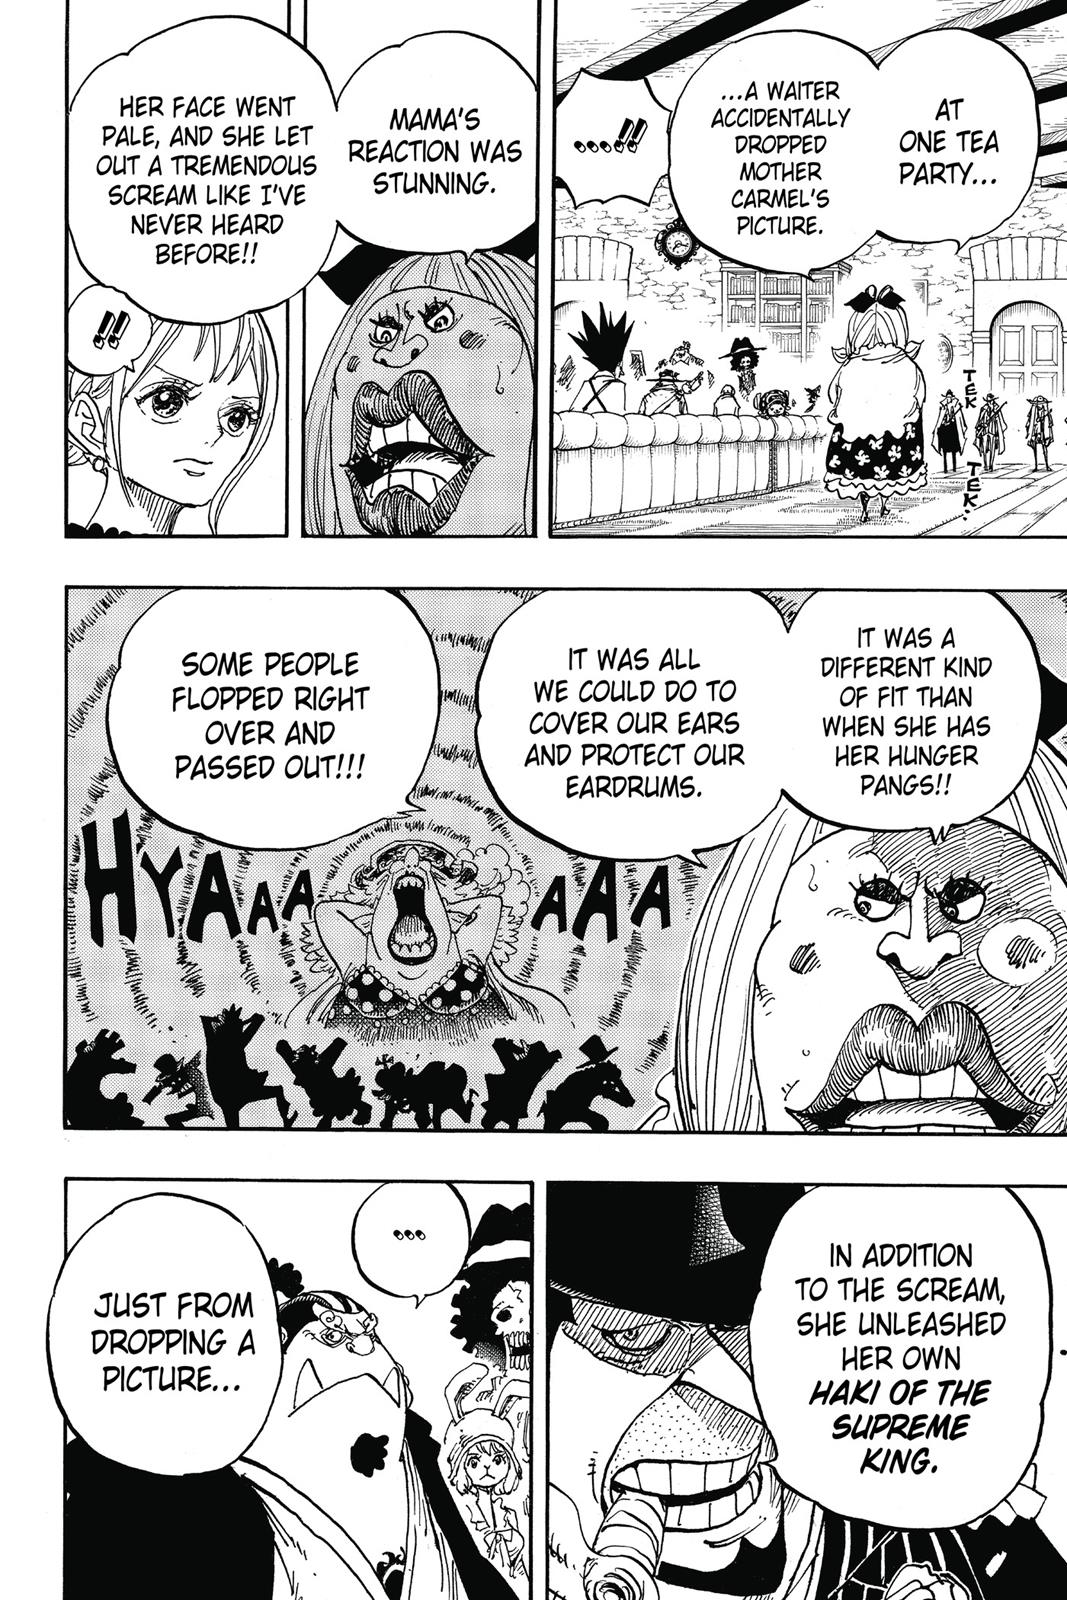 AT
ONE TEA
PARTY...
...A WAITER
ACCIDENTALLY
DROPPED
MOTHER
CARMEL'S
PICTURE.
....!!
TEK
TEK.
MAMA'S
REACTION WAS
STUNNING.
HER FACE WENT
PALE, AND SHE LET
OUT A TREMENDOUS
SCREAM LIKE I'VE
NEVER HEARD
BEFORE!!
!!
IT WAS A
DIFFERENT KIND
OF FIT THAN
WHEN SHE HAS
HER HUNGER
PANGS!!
IT WAS ALL
WE COULD DO TO
COVER OUR EARS
AND PROTECT OUR
EARDRUMS.
SOME PEOPLE
FLOPPED RIGHT
OVER AND
PASSED OUT!!!
HYAAA
AAA
IN ADDITION
TO THE SCREAM,
SHE UNLEASHED
HER OWN
HAKI OF THE
SUPREME
KING.
...
JUST FROM
DROPPING A
PICTURE...